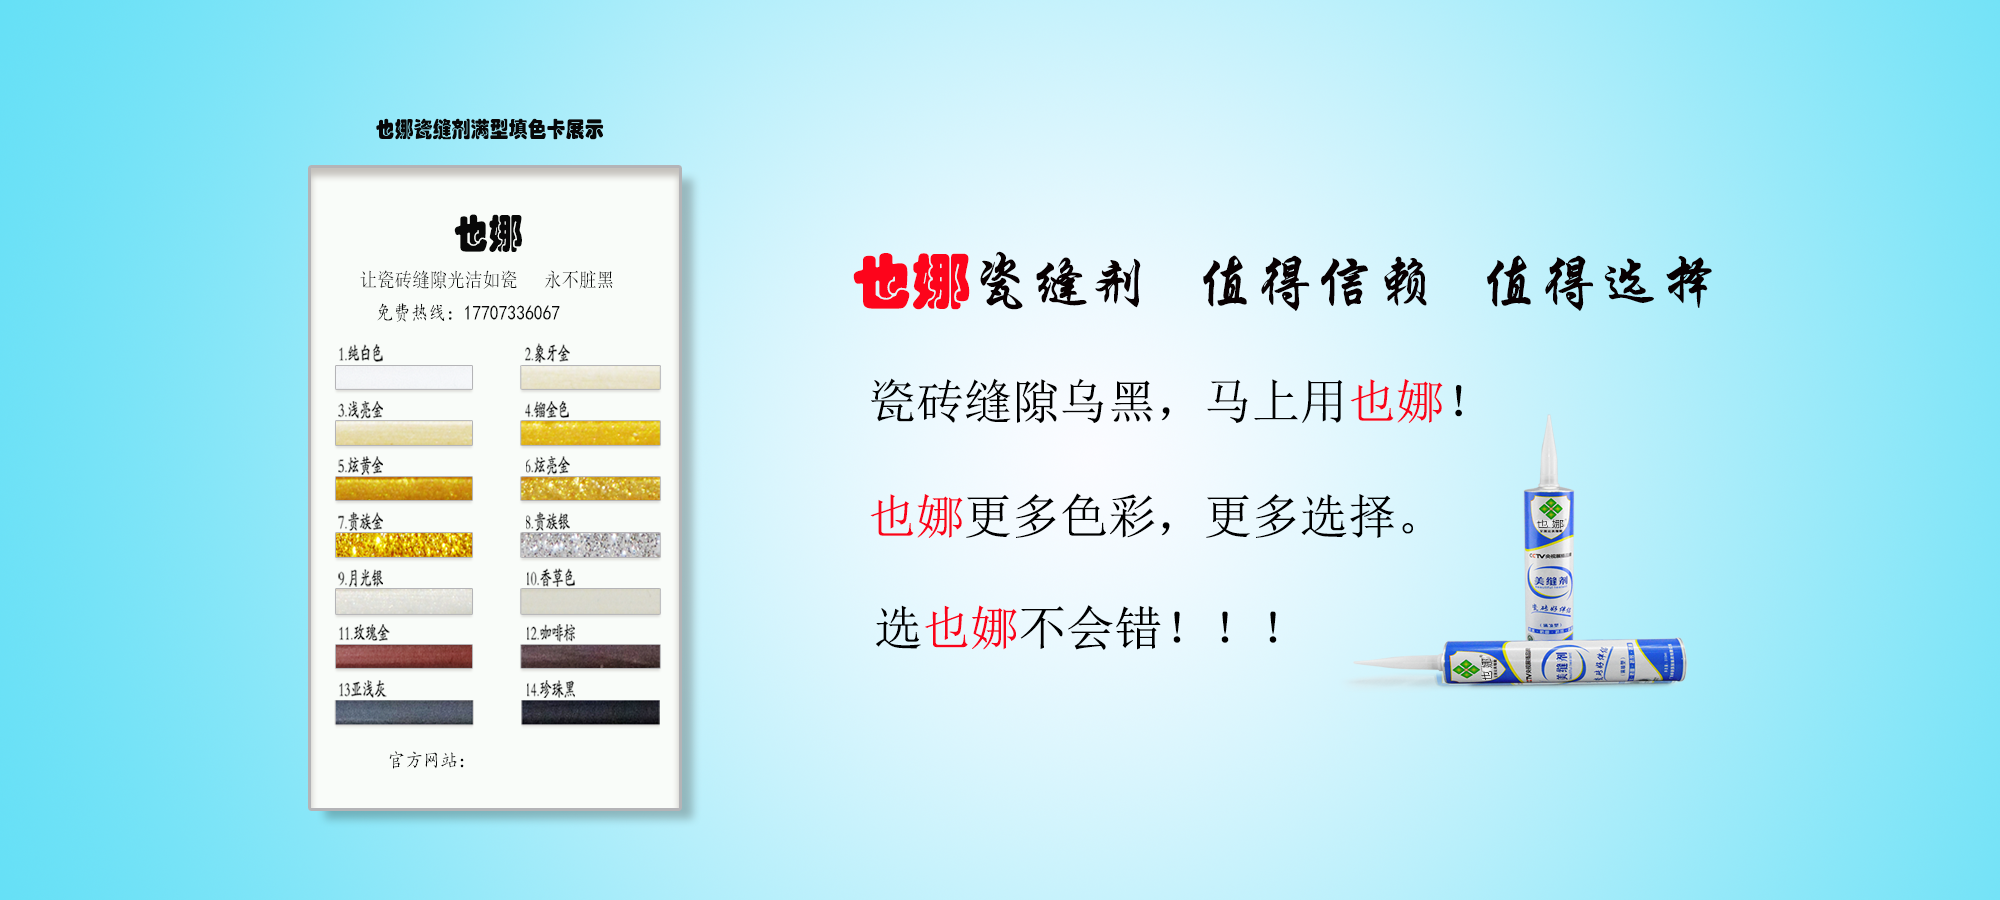 也娜瓷缝剂满型填色卡展示
也娜
让瓷砖缝隙光洁如瓷 永不脏黑
免费热线：17707336067
1.纯白色 2.象牙金
3.浅亮金 4.镏金色
5.炫黄金 6.炫亮金
7.贵族金 8.贵族银
9.月光银 10.香草色
11.玫瑰金 12.咖啡棕
13亚浅灰 14.珍珠黑
官方网站：
也娜瓷缝剂 值得信赖 值得选择
瓷砖缝隙乌黑，马上用也娜！
也娜更多色彩，更多选择。
选也娜不会错！！！
也娜
美缝剂
瓷砖好伴侣
也娜
美缝剂